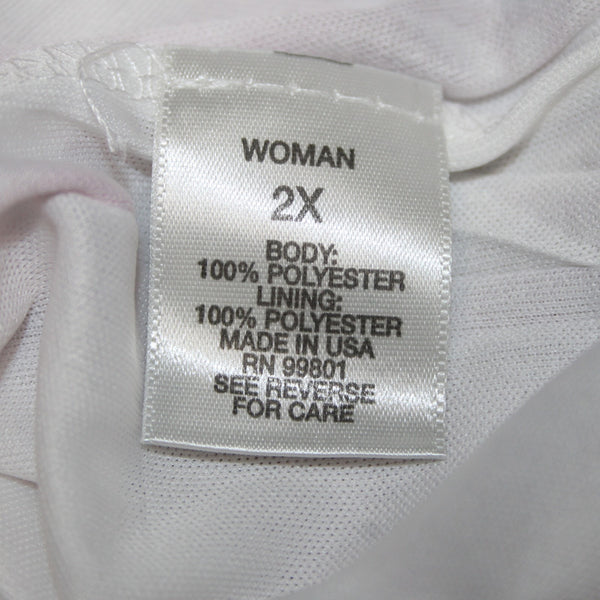 WOMAN
2X
BODY:
100% POLYESTER
LINING:
100% POLYESTER
MADE IN USA
RN 99801
SEE REVERSE
FOR CARE